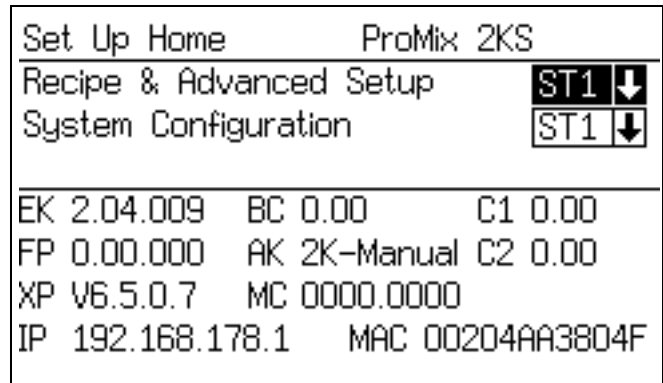 Set Up Home ProMix 2KS
Recipe & Advanced Setup ST1
System Configuration ST1
EK 2.04.009 BC 0.00 C1 0.00
FP 0.00.000 AK 2K-Manual C2 0.00
XP V6.5.0.7 MC 0000.0000
IP 192.168.178.1 MAC 00204AA3804F